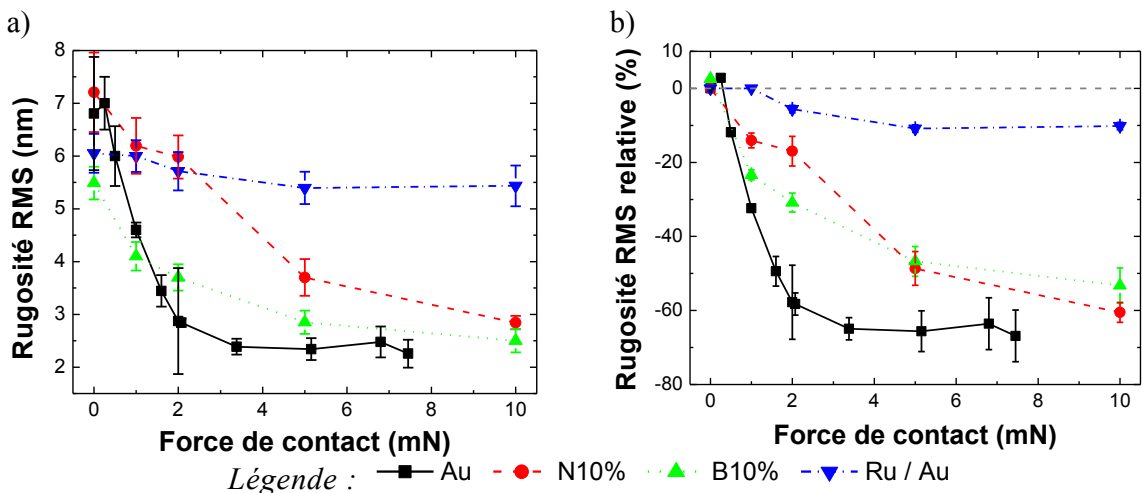 a)
8
7
6
5
4
3
2
Rugosité RMS (nm)
0 2 4 6 8 10
Force de contact (mN)
b)
10
0
-20
-40
-60
-80
Rugosité RMS relative (%)
0 2 4 6 8 10
Force de contact (mN)
Légende : Au N10% B10% Ru / Au